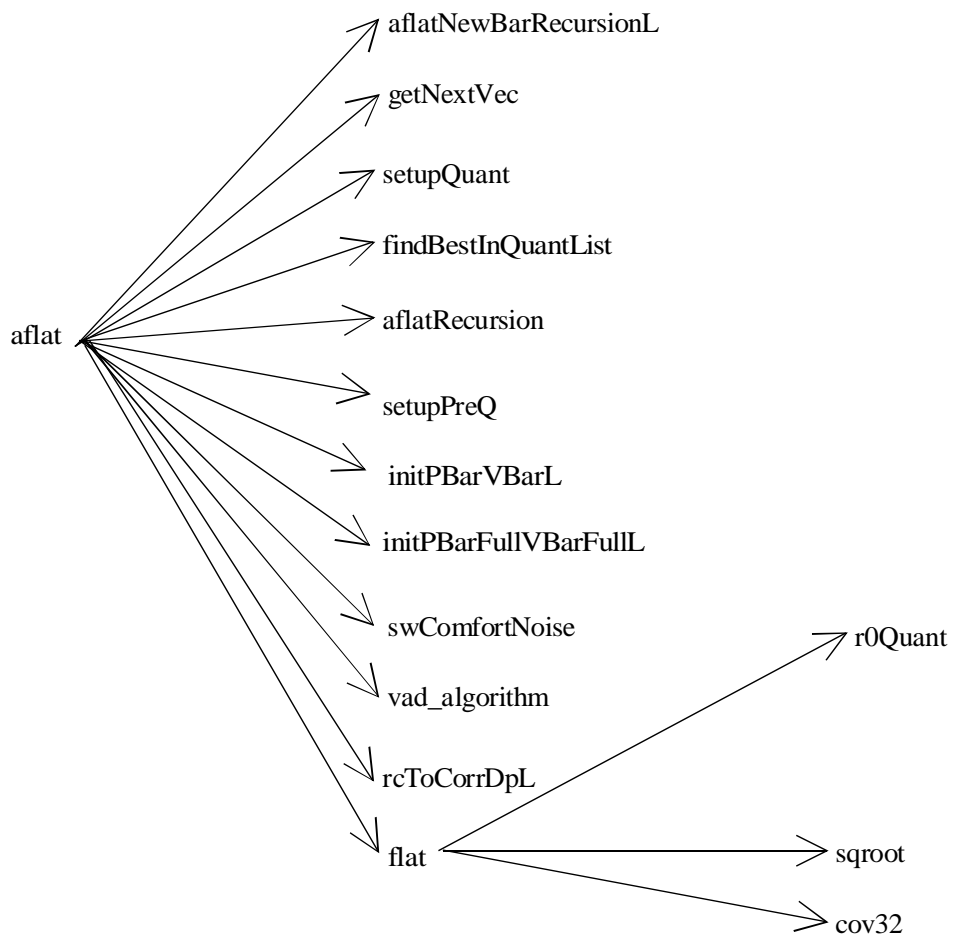 aflatNewBarRecursionL
getNextVec
setupQuant
findBestInQuantList
aflatRecursion
aflat
setupPreQ
initPBarVBarL
initPBarFullVBarFullL
swComfortNoise
r0Quant
vad_algorithm
rcToCorrDpL
flat
sqroot
cov32